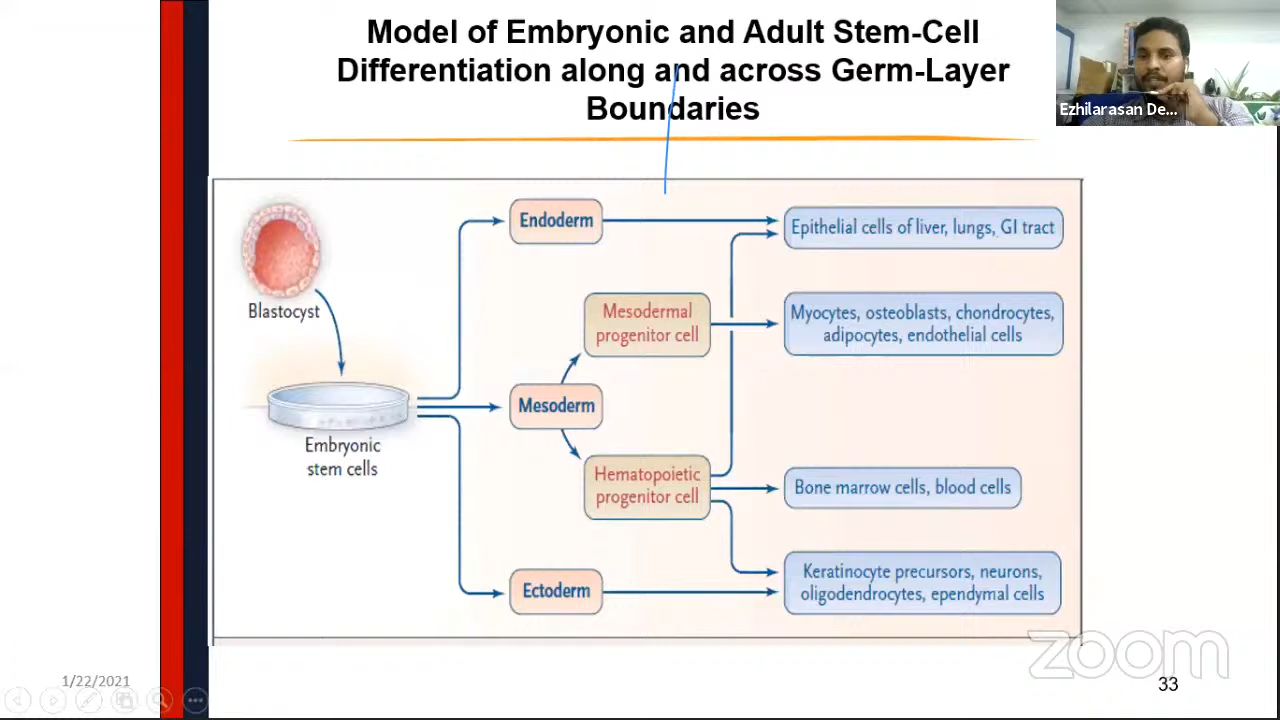 Model of Embryonic and Adult Stem-Cell
Differentiation along and across Germ-Layer
Boundaries
Ezhilarasan De...
Endoderm
Epithelial cells of liver, lungs, GI tract
Blastocyst
Mesodermal
progenitor cell
Myocytes, osteoblasts, chondrocytes,
adipocytes, endothelial cells
Mesoderm
Embryonic
stem cells
Hematopoietic
progenitor cell
Bone marrow cells, blood cells
Ectoderm
Keratinocyte precursors, neurons,
oligodendrocytes, ependymal cells
zoom
1/22/2021
33